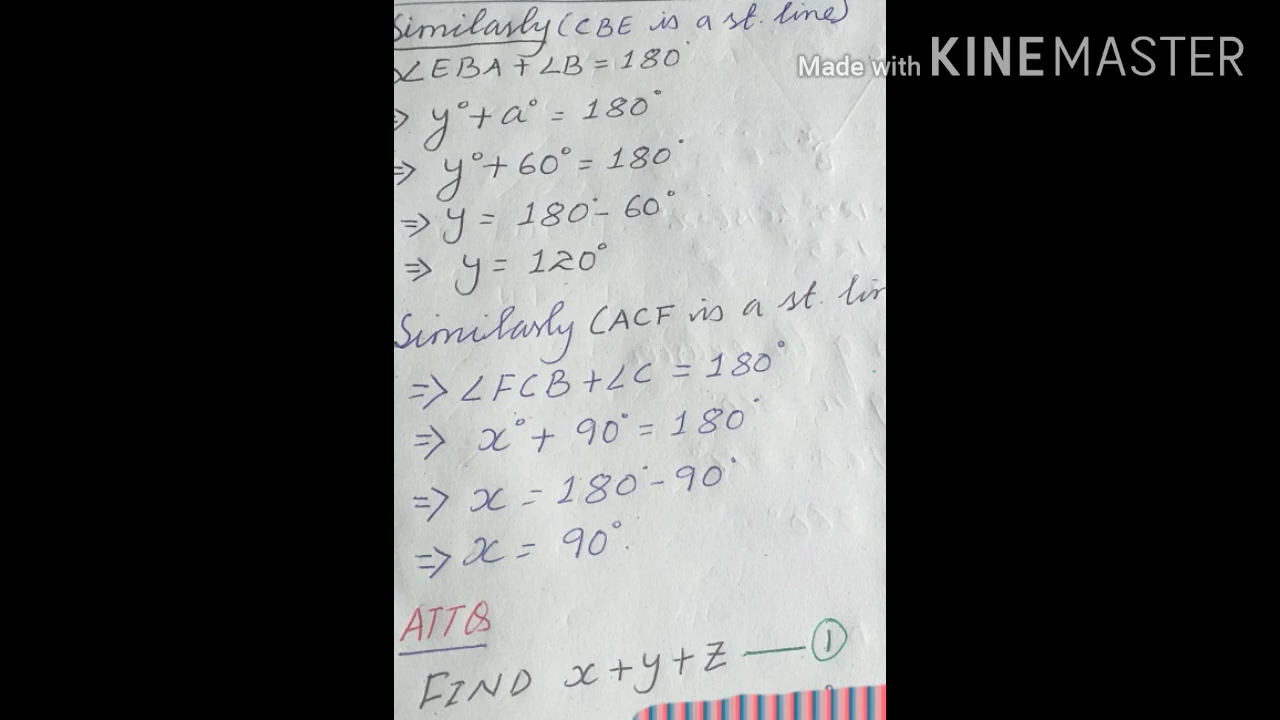 Similarly (CBE is a st. line)
∠EBA + ∠B = 180°
Made with KINEMASTER
⇒ y° + a° = 180°
⇒ y° + 60° = 180°
⇒ y = 180° - 60°
⇒ y = 120°
Similarly (ACF is a st. lin
⇒ ∠FCB + ∠C = 180°
⇒ x° + 90° = 180°
⇒ x = 180° - 90°
⇒ x = 90°.
ATTQ
FIND x + y + z — ①